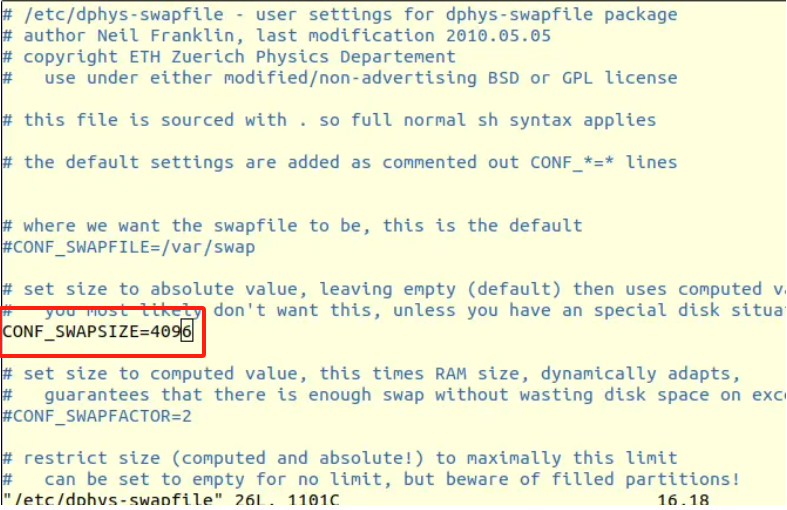 # /etc/dphys-swapfile - user settings for dphys-swapfile package
# author Neil Franklin, last modification 2010.05.05
# copyright ETH Zuerich Physics Departement
#   use under either modified/non-advertising BSD or GPL license
# this file is sourced with . so full normal sh syntax applies
# the default settings are added as commented out CONF_*=* lines
# where we want the swapfile to be, this is the default
#CONF_SWAPFILE=/var/swap
# set size to absolute value, leaving empty (default) then uses computed va
#   you most likely don't want this, unless you have an special disk situa
CONF_SWAPSIZE=4096
# set size to computed value, this times RAM size, dynamically adapts,
#   guarantees that there is enough swap without wasting disk space on exce
#CONF_SWAPFACTOR=2
# restrict size (computed and absolute!) to maximally this limit
#   can be set to empty for no limit, but beware of filled partitions!
"/etc/dphys-swapfile" 26L, 1101C 16,18